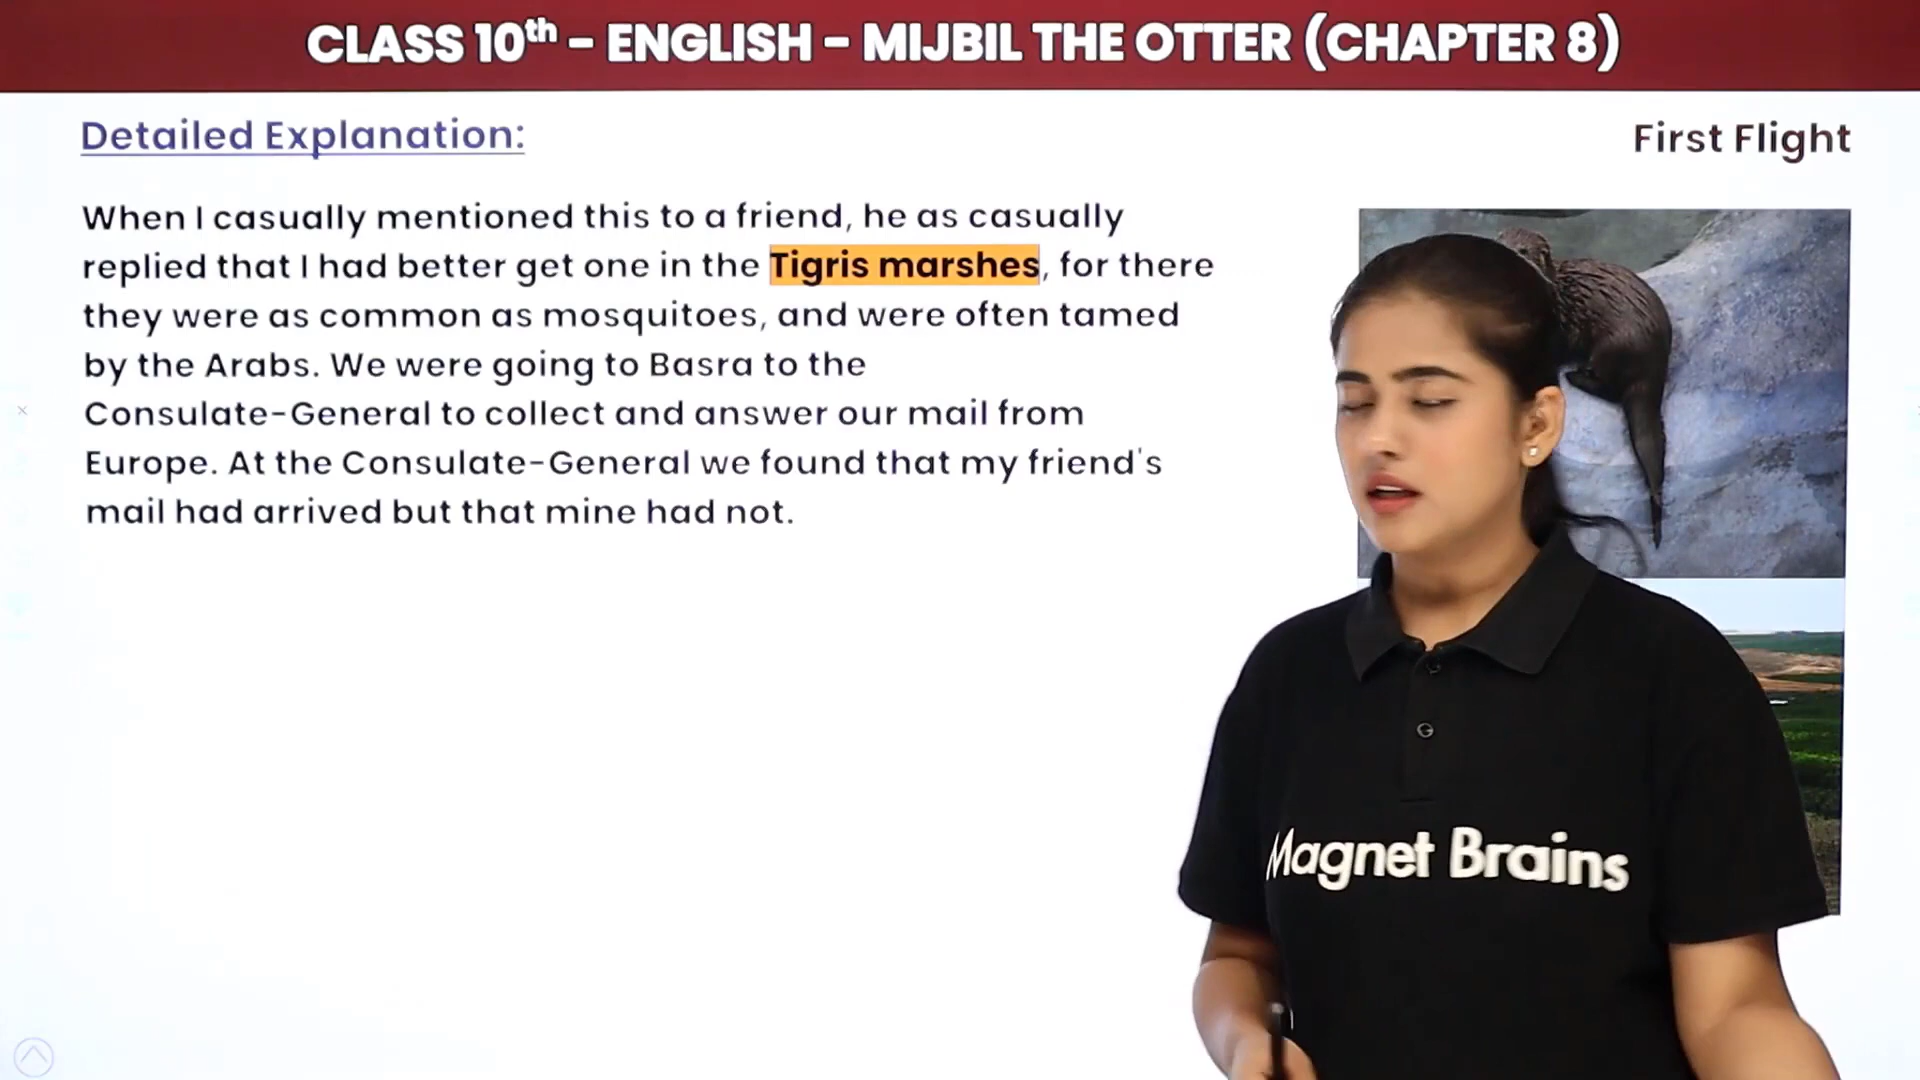 CLASS 10th - ENGLISH - MIJBIL THE OTTER (CHAPTER 8)
Detailed Explanation:
First Flight
When I casually mentioned this to a friend, he as casually
replied that I had better get one in the Tigris marshes, for there
they were as common as mosquitoes, and were often tamed
by the Arabs. We were going to Basra to the
Consulate-General to collect and answer our mail from
Europe. At the Consulate-General we found that my friend's
mail had arrived but that mine had not.
Magnet Brains